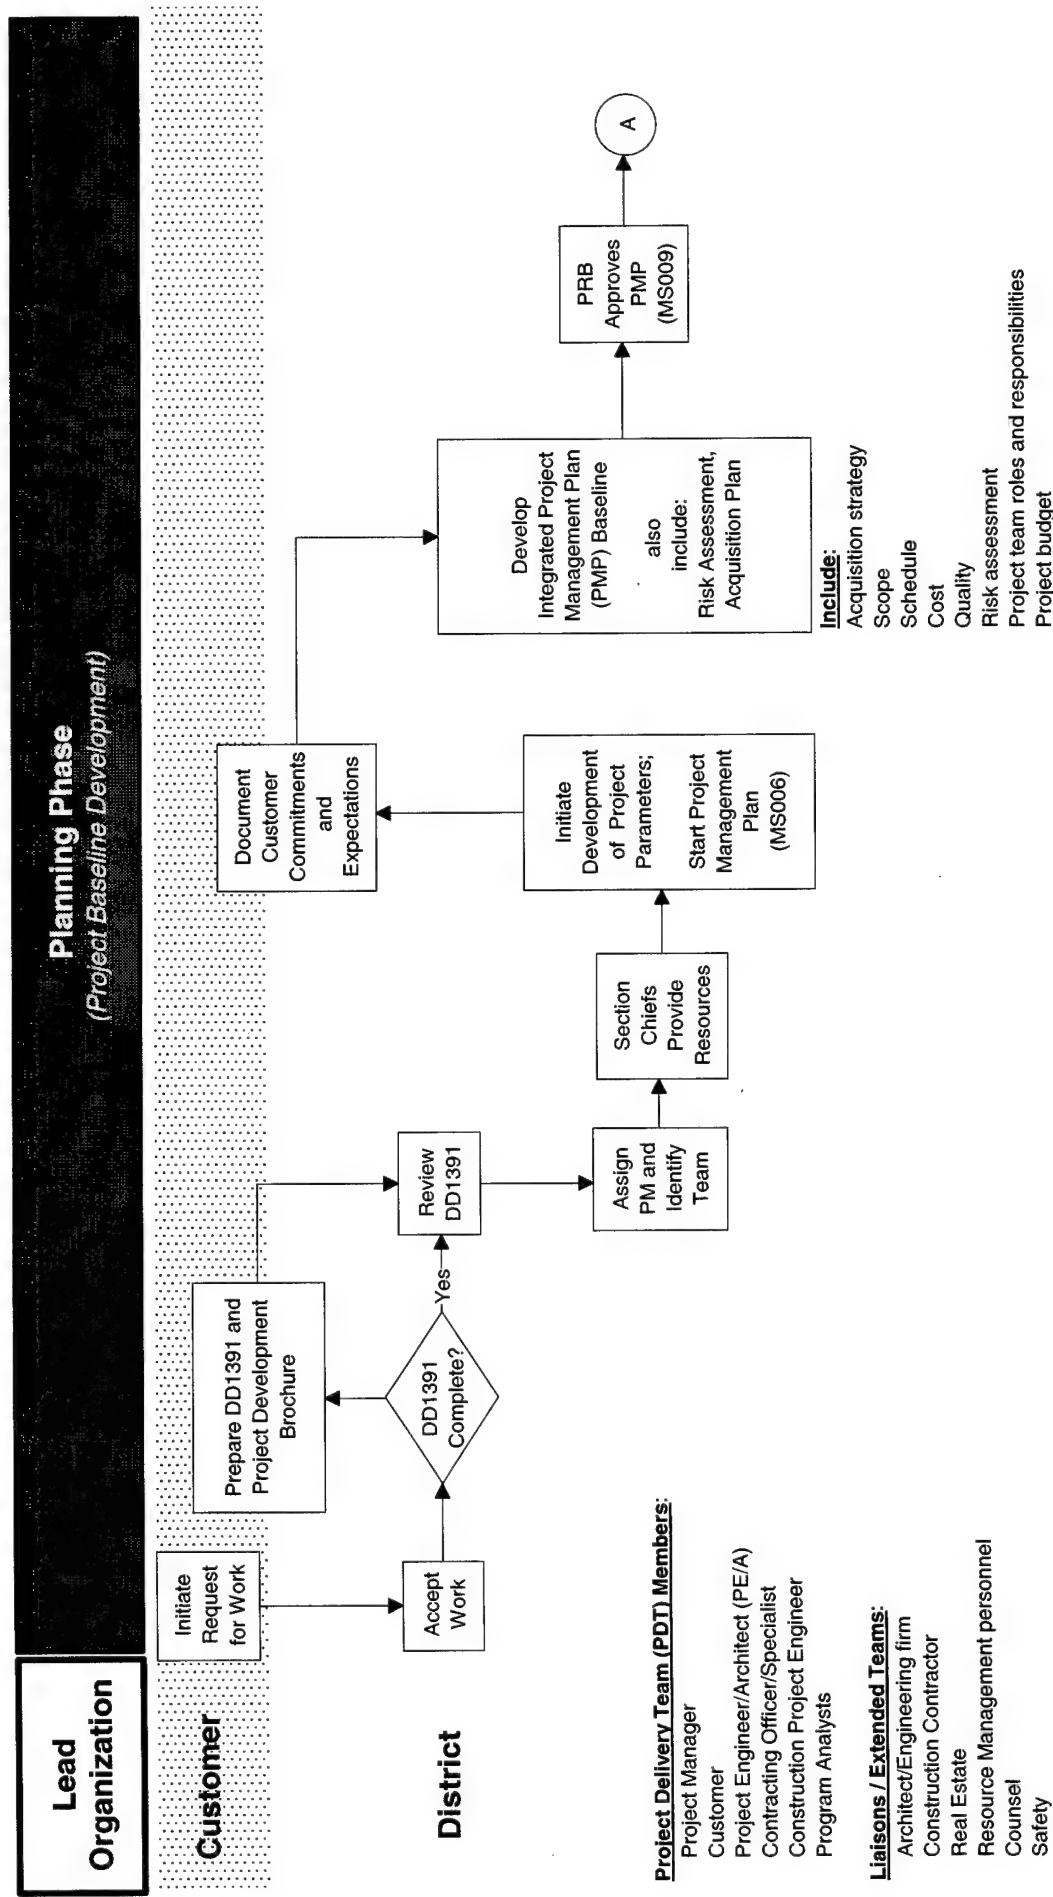 Planning Phase
(Project Baseline Development)
Lead
Organization
Customer
District
Initiate
Request
for Work
Accept
Work
DD1391
Complete?
Yes
Prepare DD1391 and
Project Development
Brochure
Review
DD1391
Assign
PM and
Identify
Team
Section
Chiefs
Provide
Resources
Initiate
Development
of Project
Parameters;
Start Project
Management
Plan
(MS006)
Document
Customer
Commitments
and
Expectations
Develop
Integrated Project
Management Plan
(PMP) Baseline
also
include:
Risk Assessment,
Acquisition Plan
PRB
Approves
PMP
(MS009)
A
Include:
Acquisition strategy
Scope
Schedule
Cost
Quality
Risk assessment
Project team roles and responsibilities
Project budget
Project Delivery Team (PDT) Members:
Project Manager
Customer
Project Engineer/Architect (PE/A)
Contracting Officer/Specialist
Construction Project Engineer
Program Analysts
Liaisons / Extended Teams:
Architect/Engineering firm
Construction Contractor
Real Estate
Resource Management personnel
Counsel
Safety